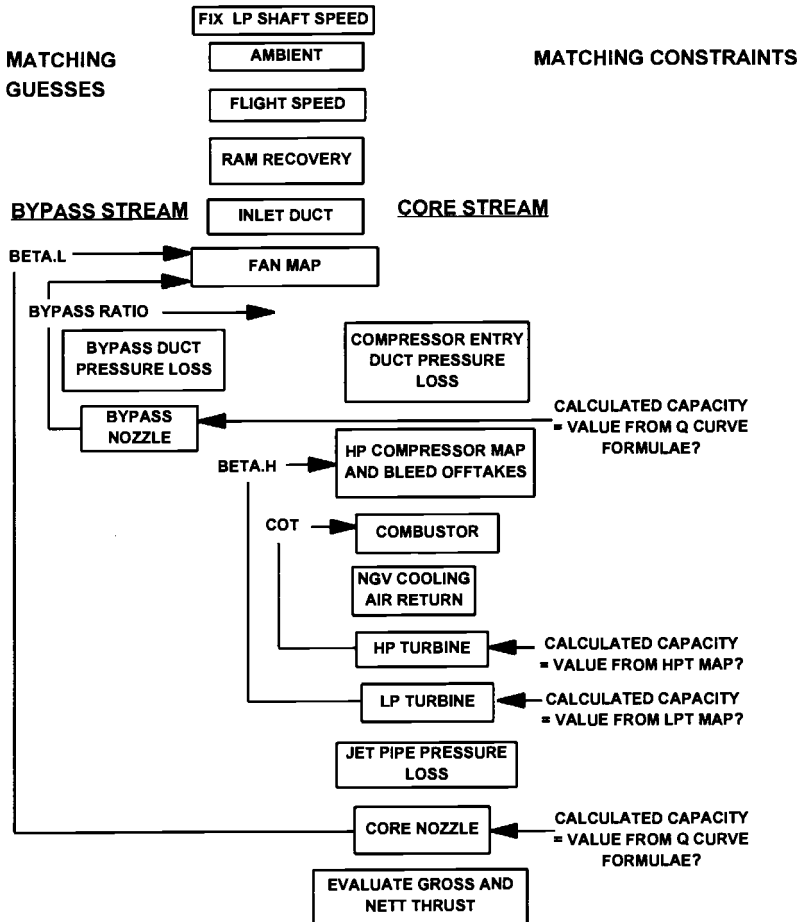 FIX LP SHAFT SPEED
MATCHING
GUESSES
AMBIENT
MATCHING CONSTRAINTS
FLIGHT SPEED
RAM RECOVERY
BYPASS STREAM
INLET DUCT
CORE STREAM
BETA.L
FAN MAP
BYPASS RATIO
BYPASS DUCT
PRESSURE LOSS
COMPRESSOR ENTRY
DUCT PRESSURE
LOSS
BYPASS
NOZZLE
CALCULATED CAPACITY
= VALUE FROM Q CURVE
FORMULAE?
BETA.H
HP COMPRESSOR MAP
AND BLEED OFFTAKES
COT
COMBUSTOR
NGV COOLING
AIR RETURN
HP TURBINE
CALCULATED CAPACITY
= VALUE FROM HPT MAP?
LP TURBINE
CALCULATED CAPACITY
= VALUE FROM LPT MAP?
JET PIPE PRESSURE
LOSS
CORE NOZZLE
CALCULATED CAPACITY
= VALUE FROM Q CURVE
FORMULAE?
EVALUATE GROSS AND
NETT THRUST